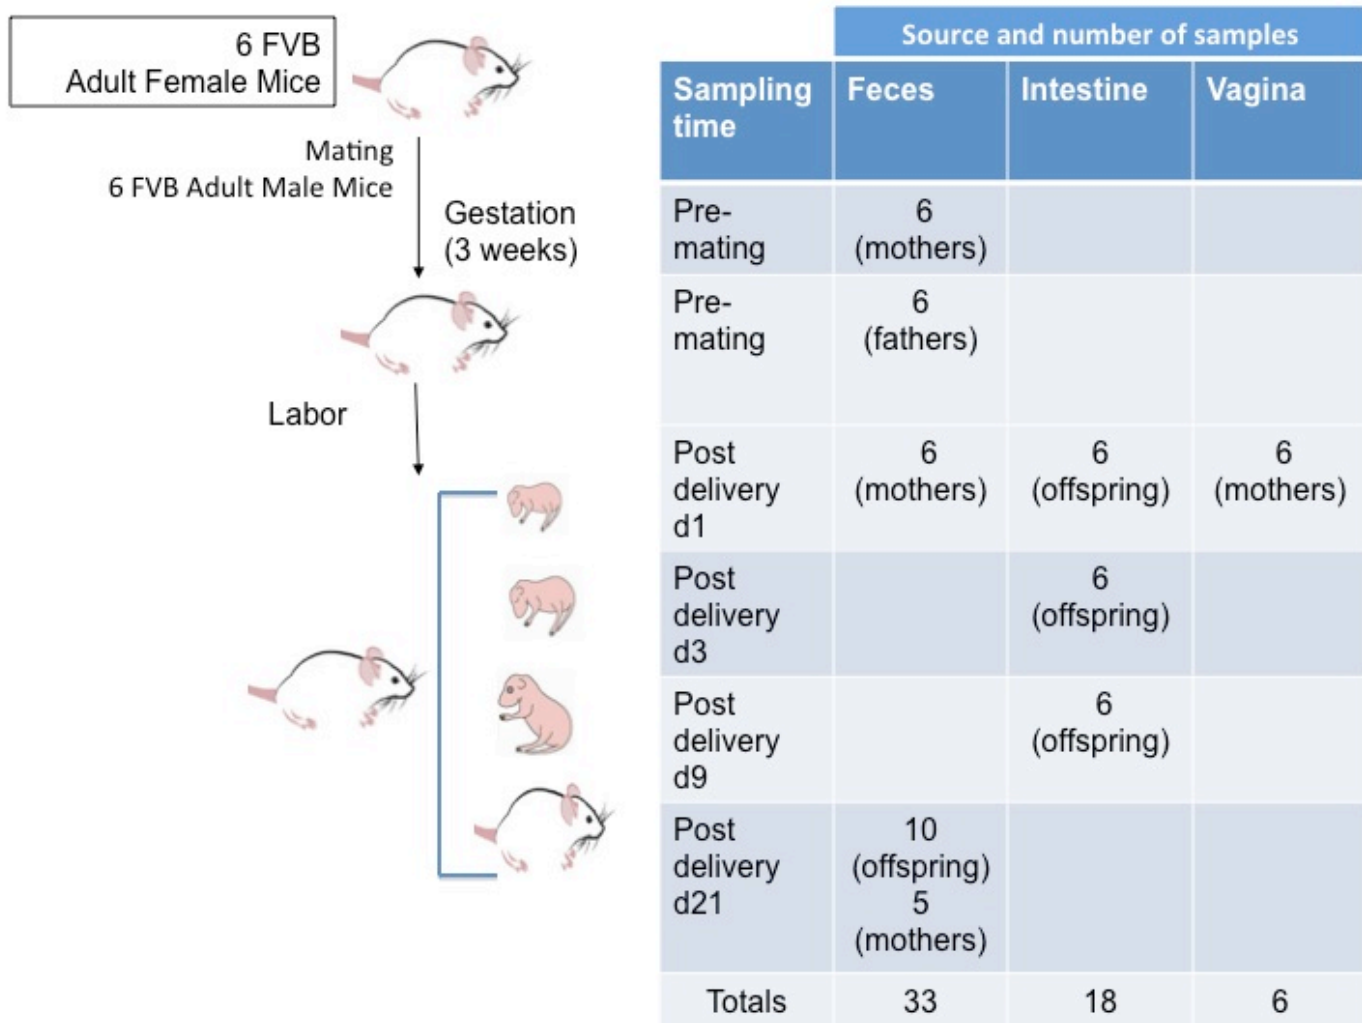 6 FVB
Adult Female Mice
Mating
6 FVB Adult Male Mice
Gestation
(3 weeks)
Labor
Source and number of samples
Sampling time
Feces
Intestine
Vagina
Pre-
mating
6
(mothers)
Pre-
mating
6
(fathers)
Post
delivery
d1
6
(mothers)
6
(offspring)
6
(mothers)
Post
delivery
d3
6
(offspring)
Post
delivery
d9
6
(offspring)
Post
delivery
d21
10
(offspring)
5
(mothers)
Totals
33
18
6